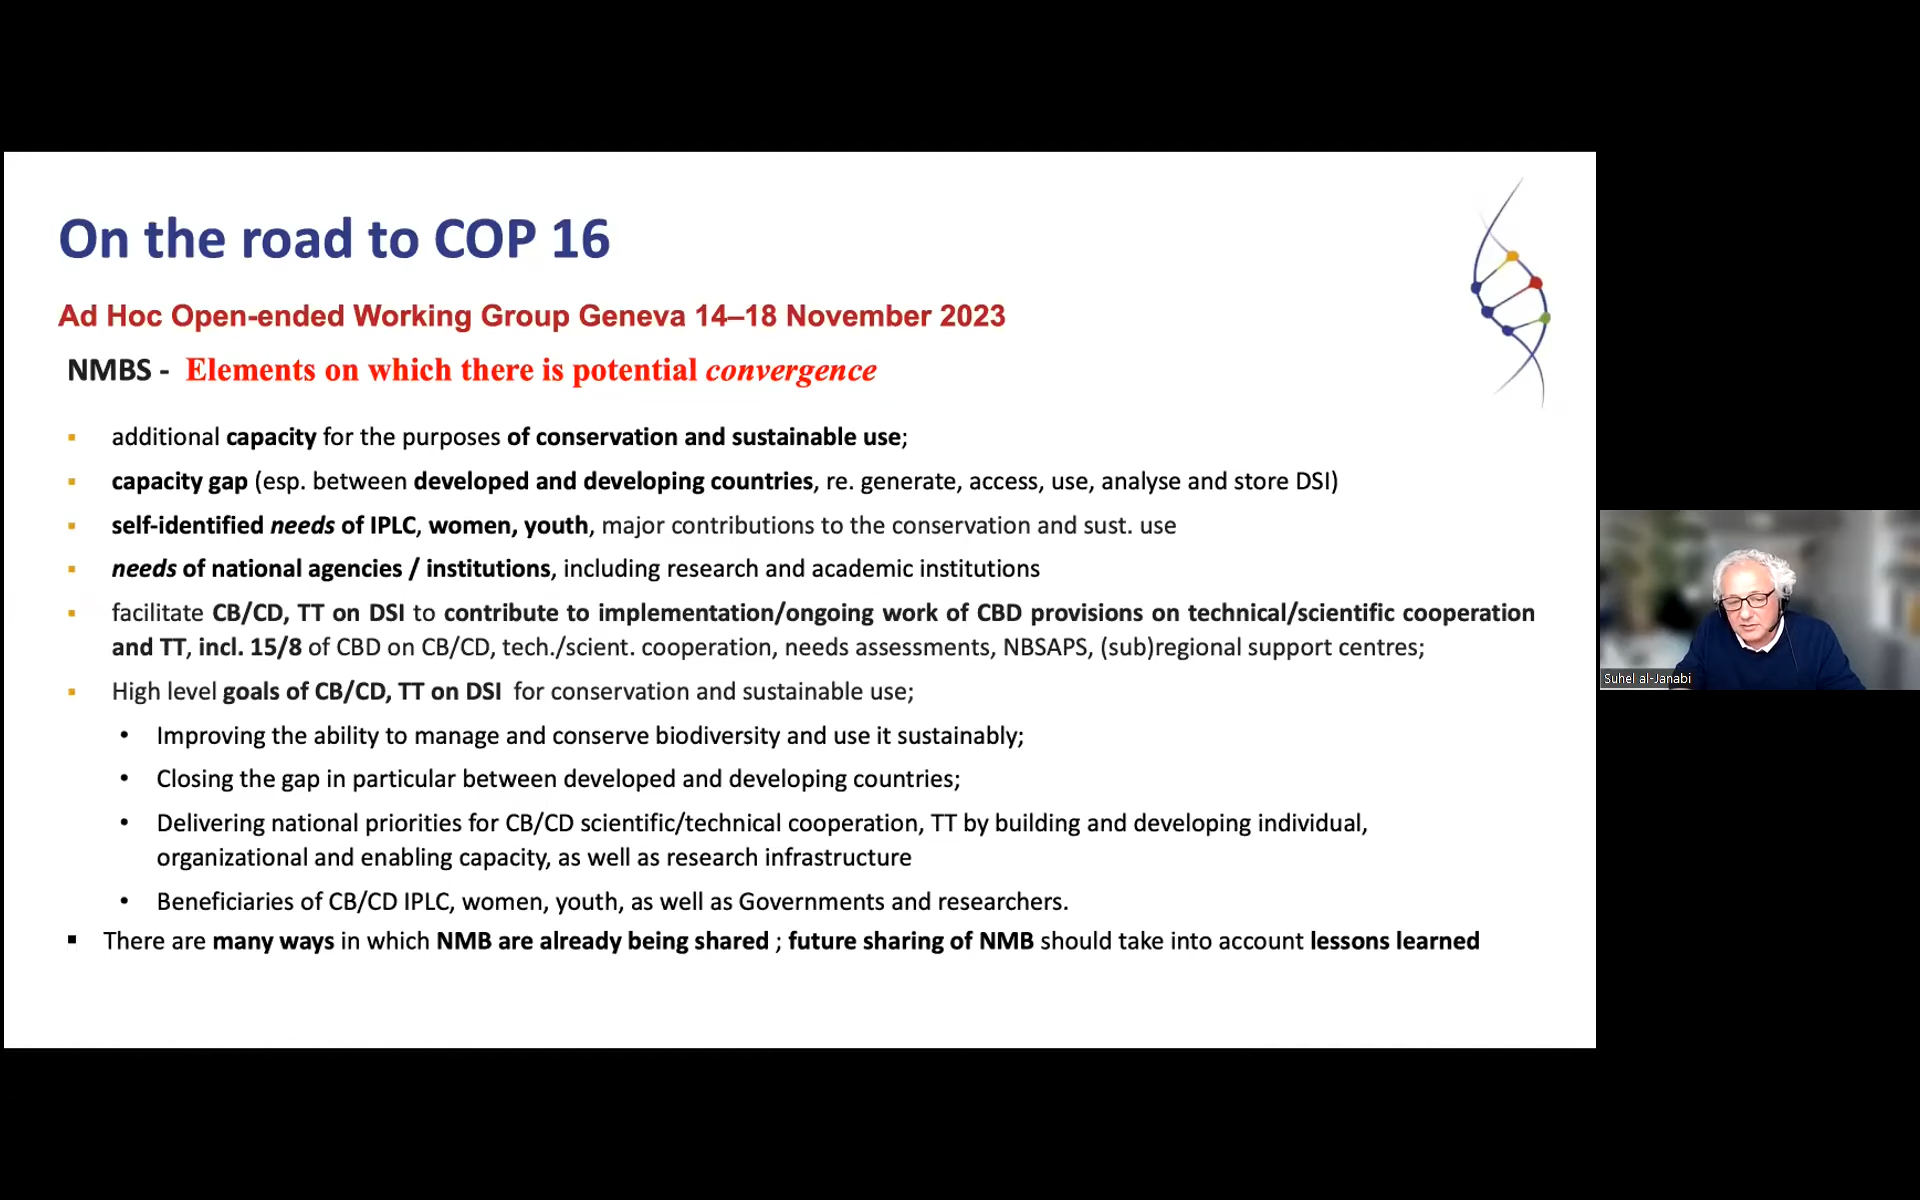 On the road to COP 16
Ad Hoc Open-ended Working Group Geneva 14–18 November 2023
NMBS - Elements on which there is potential convergence
▪ additional capacity for the purposes of conservation and sustainable use;
▪ capacity gap (esp. between developed and developing countries, re. generate, access, use, analyse and store DSI)
▪ self-identified needs of IPLC, women, youth, major contributions to the conservation and sust. use
▪ needs of national agencies / institutions, including research and academic institutions
▪ facilitate CB/CD, TT on DSI to contribute to implementation/ongoing work of CBD provisions on technical/scientific cooperation
and TT, incl. 15/8 of CBD on CB/CD, tech./scient. cooperation, needs assessments, NBSAPS, (sub)regional support centres;
▪ High level goals of CB/CD, TT on DSI for conservation and sustainable use;
• Improving the ability to manage and conserve biodiversity and use it sustainably;
• Closing the gap in particular between developed and developing countries;
• Delivering national priorities for CB/CD scientific/technical cooperation, TT by building and developing individual,
organizational and enabling capacity, as well as research infrastructure
• Beneficiaries of CB/CD IPLC, women, youth, as well as Governments and researchers.
▪ There are many ways in which NMB are already being shared ; future sharing of NMB should take into account lessons learned
Suhel al-Janabi